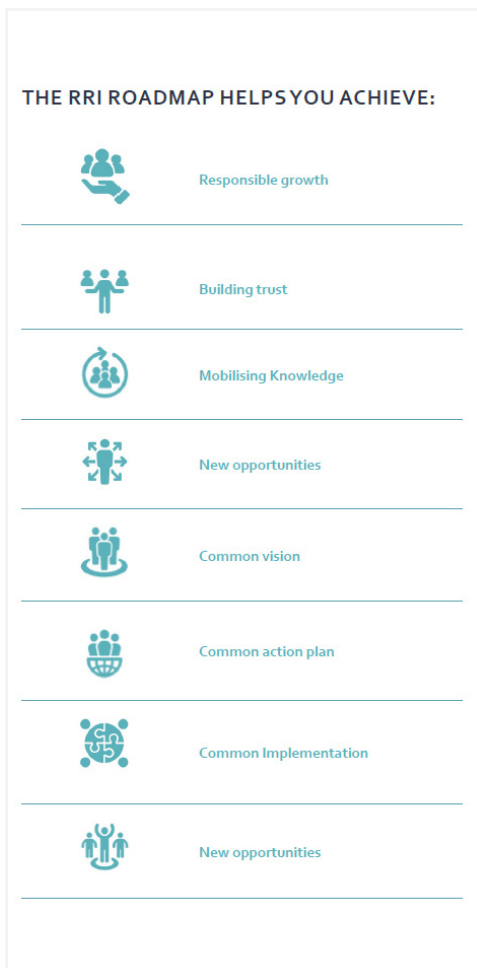 THE RRI ROADMAP HELPS YOU ACHIEVE:
Responsible growth
Building trust
Mobilising Knowledge
New opportunities
Common vision
Common action plan
Common Implementation
New opportunities